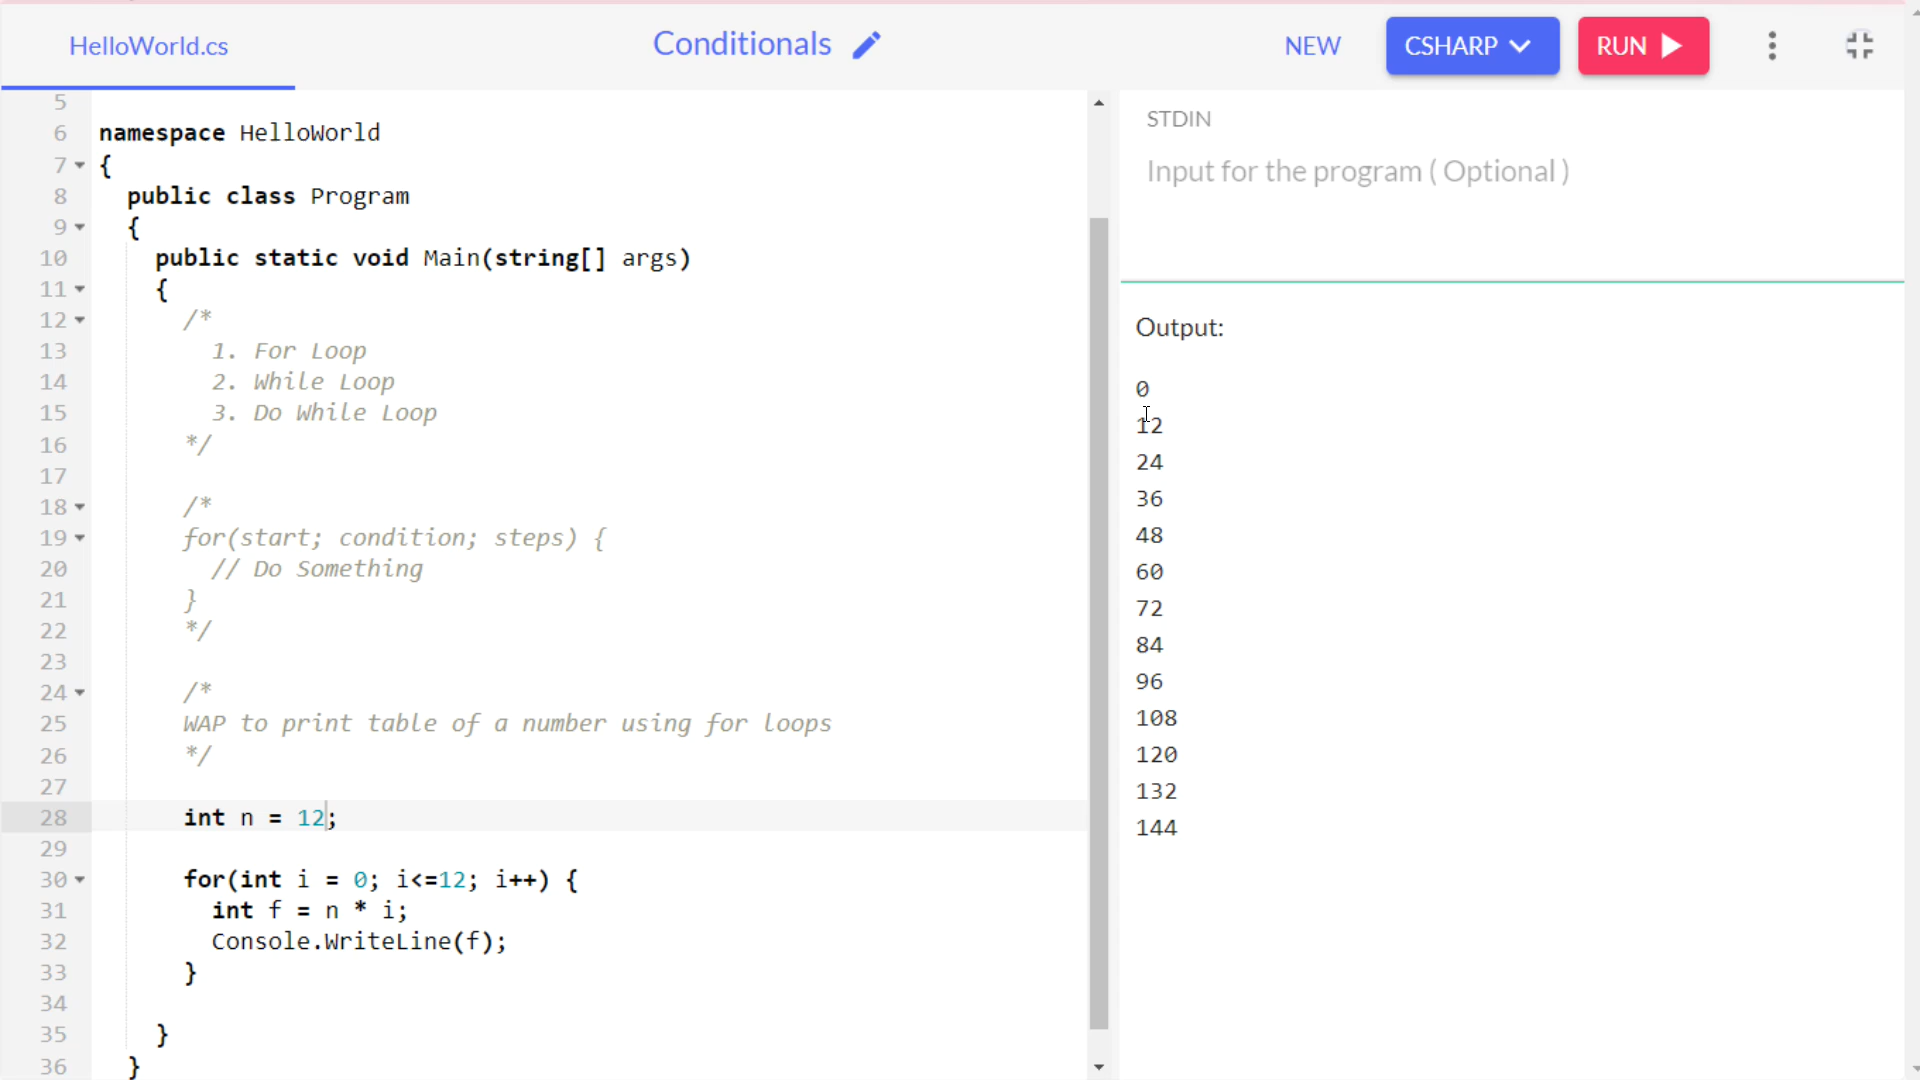 HelloWorld.cs
Conditionals
NEW
CSHARP
RUN
5
6 namespace HelloWorld
7 {
8 public class Program
9 {
10 public static void Main(string[] args)
11 {
12 /*
13 1. For Loop
14 2. While Loop
15 3. Do While Loop
16 */
17
18 /*
19 for(start; condition; steps) {
20 // Do Something
21 }
22 */
23
24 /*
25 WAP to print table of a number using for loops
26 */
27
28 int n = 12;
29
30 for(int i = 0; i<=12; i++) {
31 int f = n * i;
32 Console.WriteLine(f);
33 }
34
35 }
36 }
STDIN
Input for the program ( Optional )
Output:
0
12
24
36
48
60
72
84
96
108
120
132
144